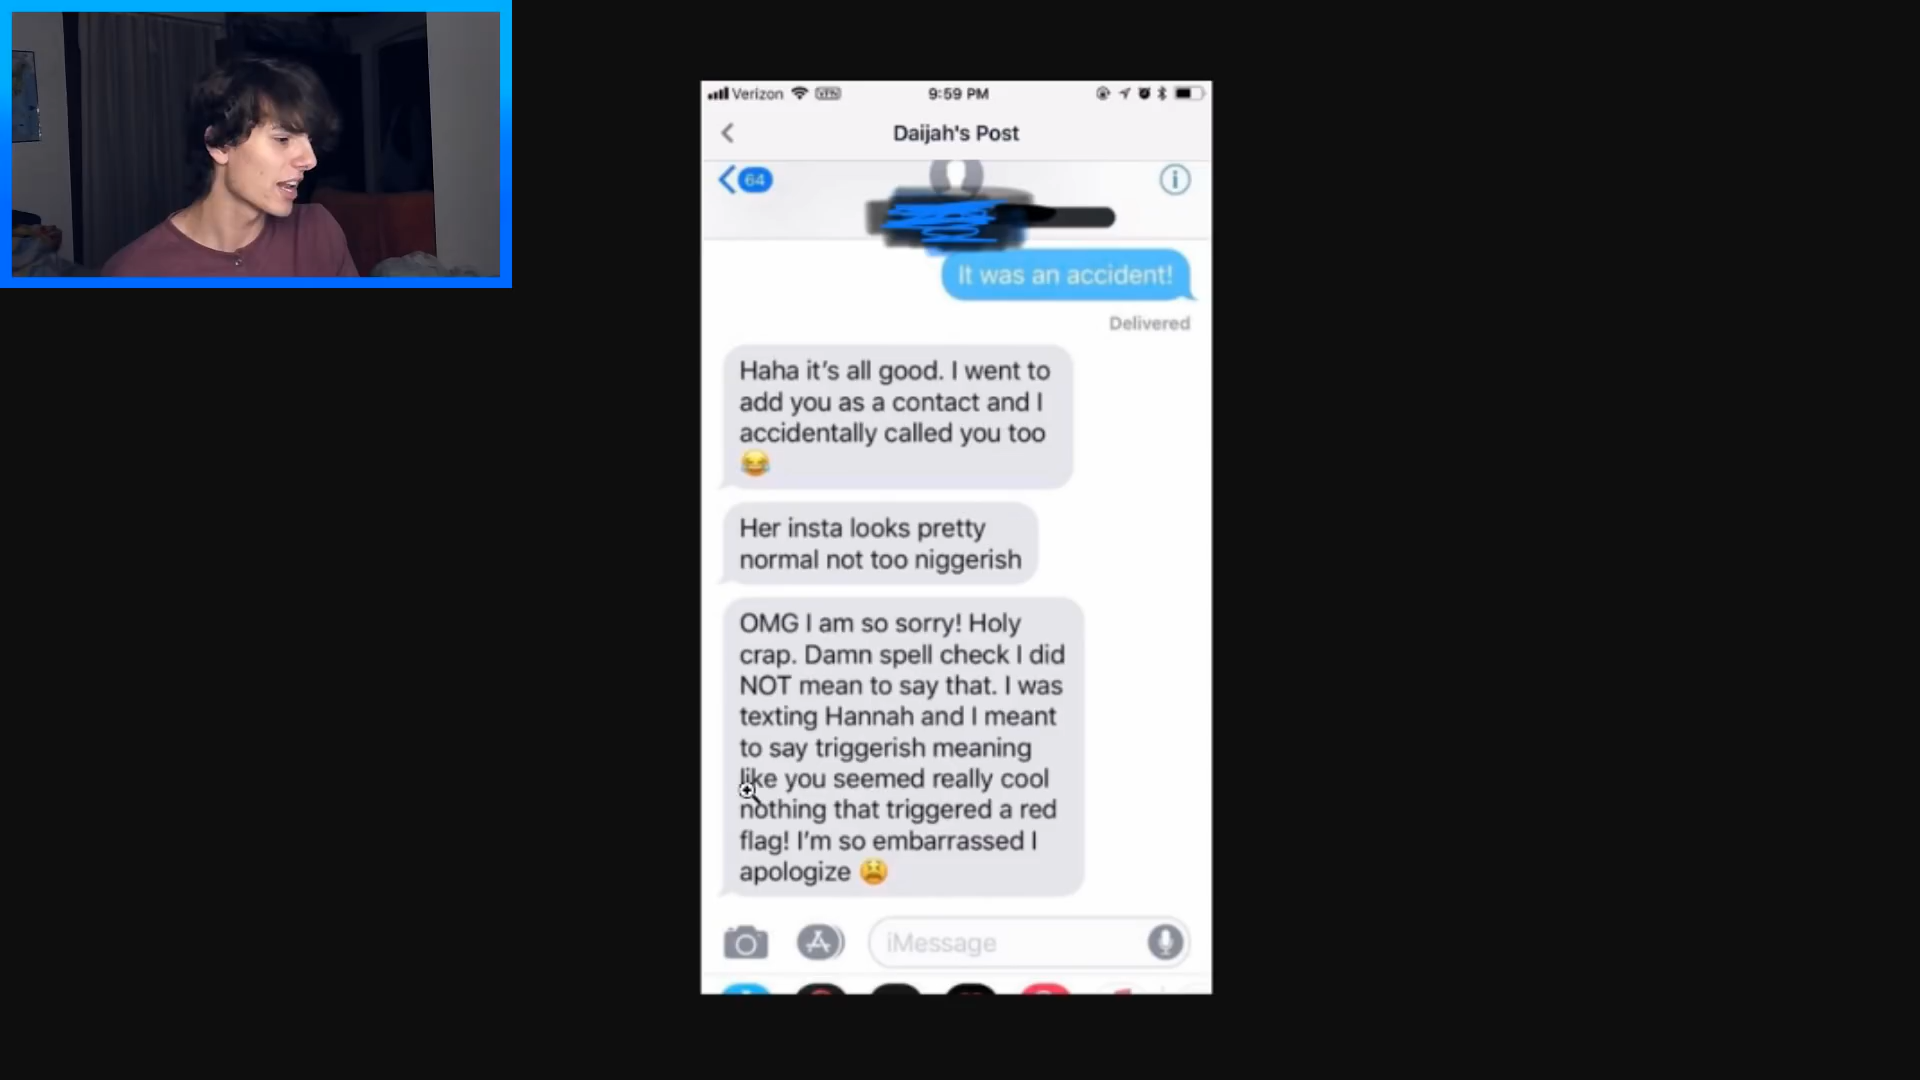 Verizon VPN 9:59 PM
Daijah's Post
64
It was an accident!
Delivered
Haha it's all good. I went to
add you as a contact and I
accidentally called you too
😂
Her insta looks pretty
normal not too niggerish
OMG I am so sorry! Holy
crap. Damn spell check I did
NOT mean to say that. I was
texting Hannah and I meant
to say triggerish meaning
like you seemed really cool
nothing that triggered a red
flag! I'm so embarrassed I
apologize 😫
iMessage